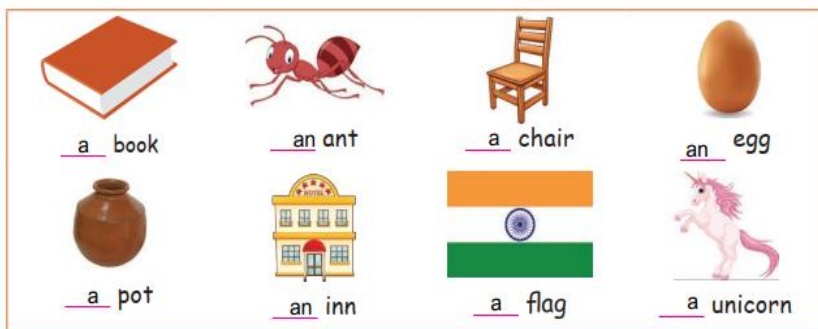 a book
an ant
a chair
an egg
HOTEL
a pot
an inn
a flag
a unicorn